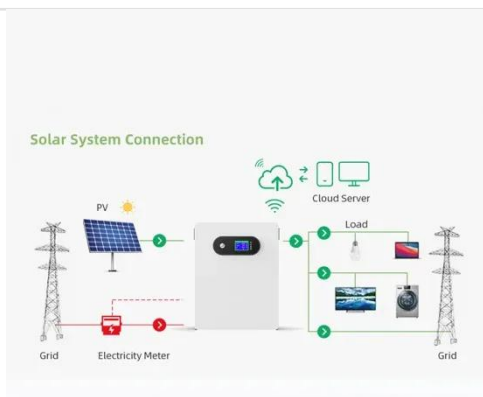 Solar System Connection
Cloud Server
PV
Load
Grid
Electricity Meter
Grid